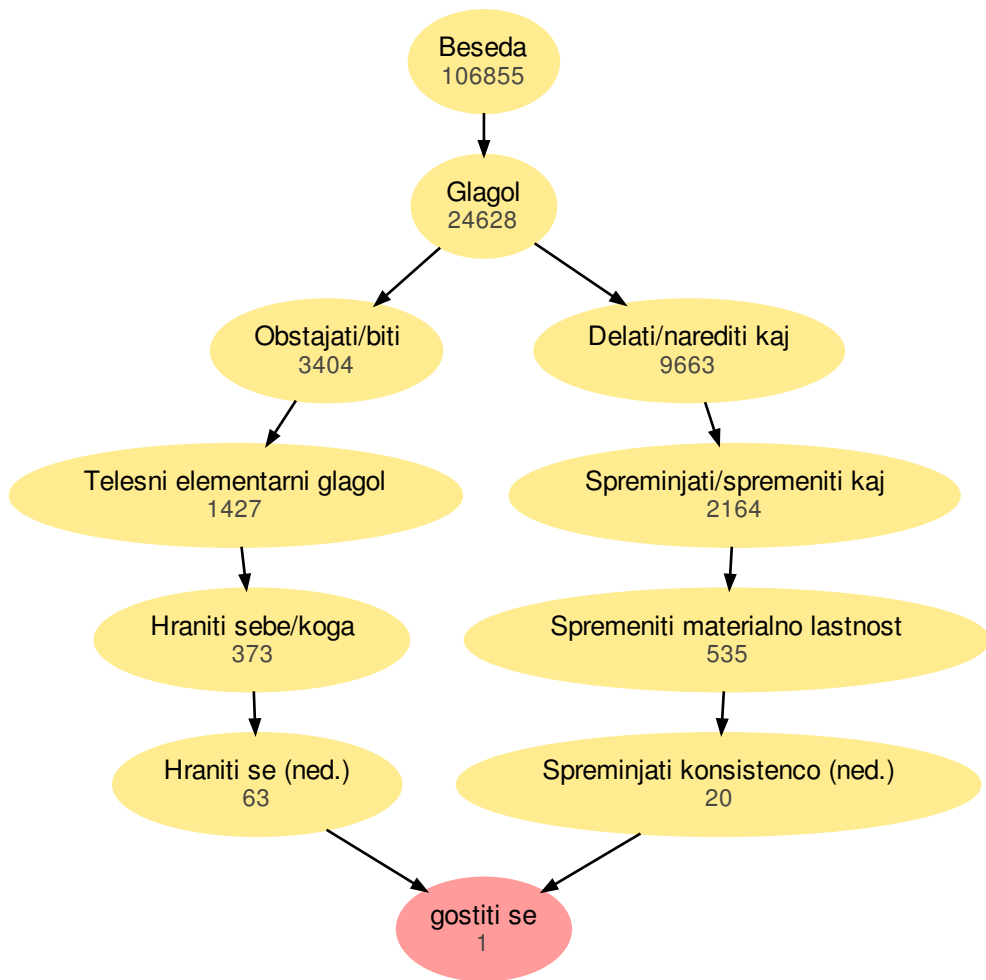 Beseda
106855
Glagol
24628
Obstajati/biti
3404
Delati/narediti kaj
9663
Telesni elementarni glagol
1427
Spreminjati/spremeniti kaj
2164
Hraniti sebe/koga
373
Spremeniti materialno lastnost
535
Hraniti se (ned.)
63
Spreminjati konsistenco (ned.)
20
gostiti se
1